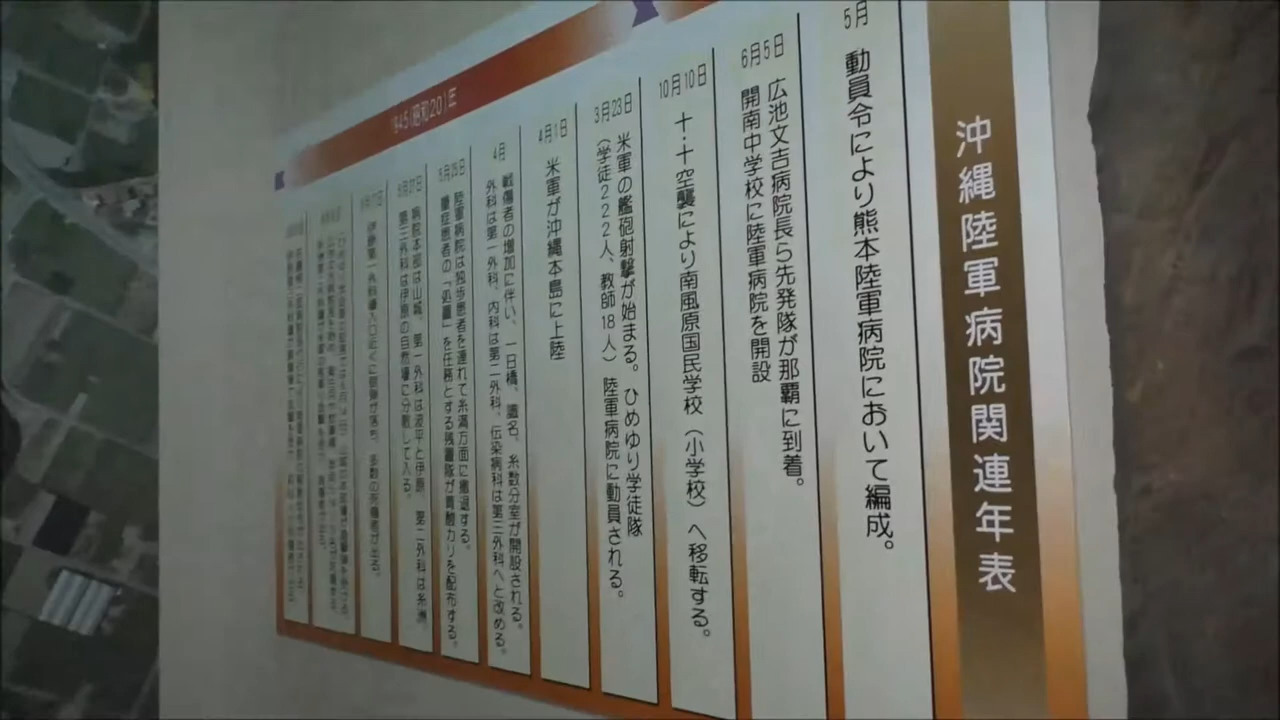 沖縄陸軍病院関連年表
5月
動員令により熊本陸軍病院において編成。
6月5日
広池文吉病院長ら先発隊が那覇に到着。
開南中学校に陸軍病院を開設
10月10日
十・十空襲により南風原国民学校（小学校）へ移転する。
1945(昭和20)年
3月23日
米軍の艦砲射撃が始まる。ひめゆり学徒隊
（学徒222人、教師18人）陸軍病院に動員される。
4月1日
米軍が沖縄本島に上陸
4月
戦傷者の増加に伴い、一日橋、識名、糸数分室が開設される。
外科は第一外科、内科は第二外科、伝染病科は第三外科へと改める。
5月25日
陸軍病院は独歩患者を連れて糸満方面に撤退する。
重症患者の「処置」を任務とする残置隊が青酸カリを配布する。
5月27日
病院本部は山城、第一外科は波平と伊原、第二外科は糸洲
第三外科は伊原の自然壕に分散して入る。
伊原第一外科壕入口近くに砲弾が落ち、多数の死傷者が出る。